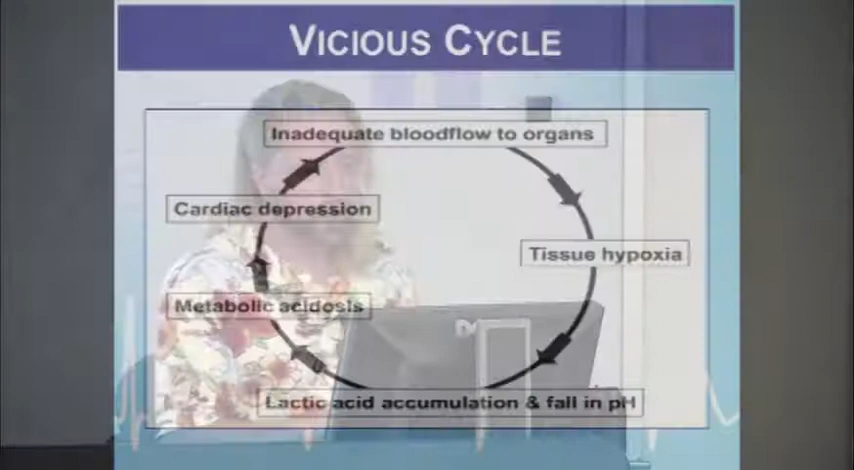 VICIOUS CYCLE
Inadequate bloodflow to organs
Cardiac depression
Tissue hypoxia
Metabolic acidosis
Lactic acid accumulation & fall in pH